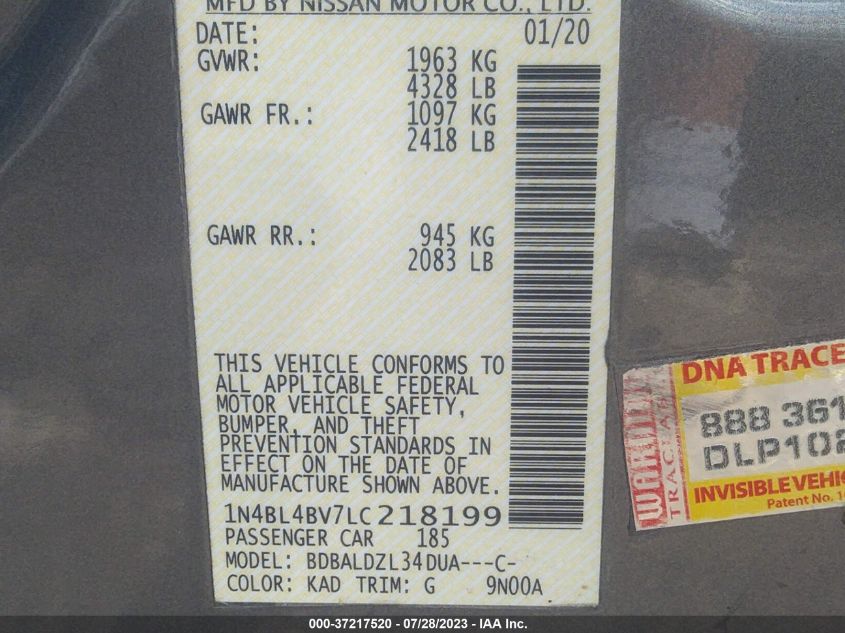 MFD BY NISSAN MOTOR CO., LTD.
DATE: 01/20
GVWR: 1963 KG
4328 LB
GAWR FR.: 1097 KG
2418 LB
GAWR RR.: 945 KG
2083 LB
THIS VEHICLE CONFORMS TO
ALL APPLICABLE FEDERAL
MOTOR VEHICLE SAFETY,
BUMPER, AND THEFT
PREVENTION STANDARDS IN
EFFECT ON THE DATE OF
MANUFACTURE SHOWN ABOVE.
1N4BL4BV7LC218199
PASSENGER CAR 185
MODEL: BDBALDZL34DUA---C-
COLOR: KAD TRIM: G 9N00A
DNA TRACE
888 361
DLP102
INVISIBLE VEHIC
Patent No. 1
TRAC
000-37217520 - 07/28/2023 - IAA Inc.